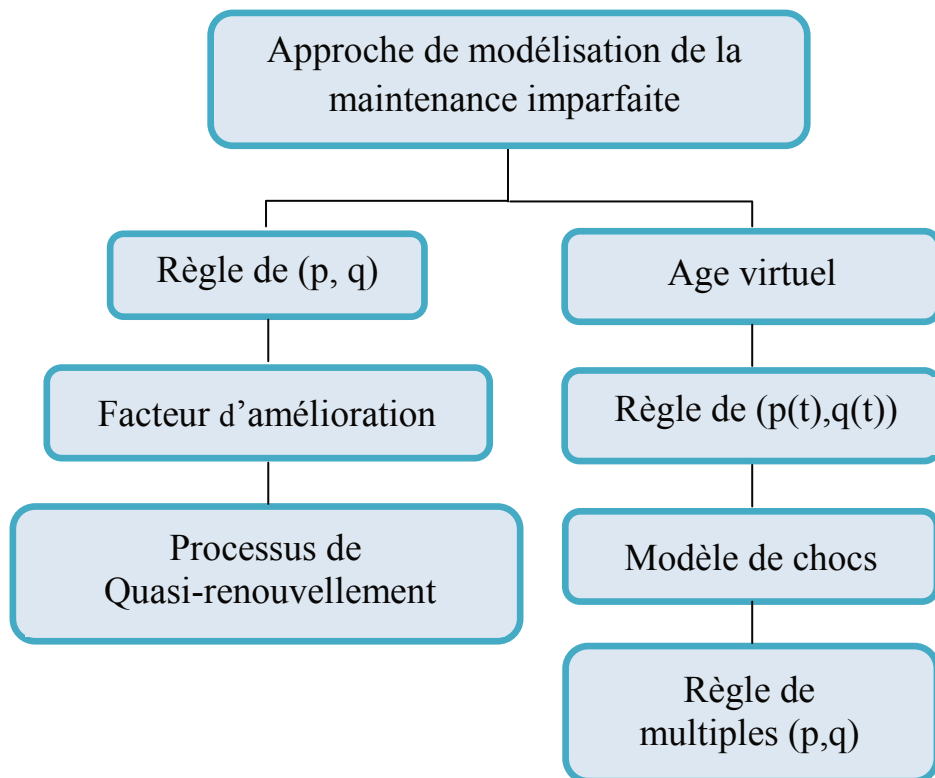 Approche de modélisation de la
maintenance imparfaite
Règle de (p, q)
Age virtuel
Facteur d’amélioration
Règle de (p(t),q(t))
Processus de
Quasi-renouvellement
Modèle de chocs
Règle de
multiples (p,q)